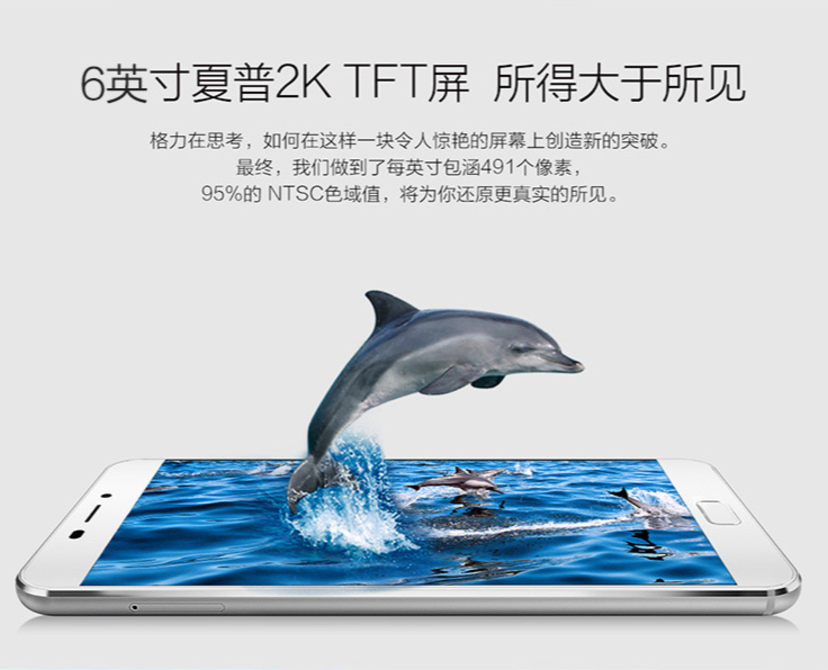 6英寸夏普2K TFT屏 所得大于所见
格力在思考，如何在这样一块令人惊艳的屏幕上创造新的突破。
最终，我们做到了每英寸包涵491个像素，
95%的 NTSC色域值，将为你还原更真实的所见。